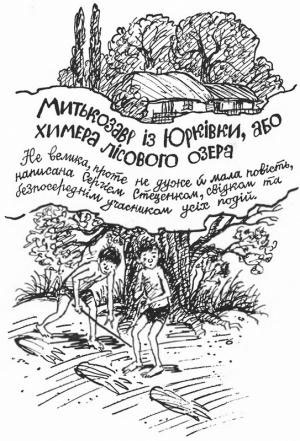 Митькозавр із Юрківки, або
химера лісового озера
Не велика, проте не дуже й мала повість,
написана Сергієм Стеценком, свідком та
безпосереднім учасником усіх подій.